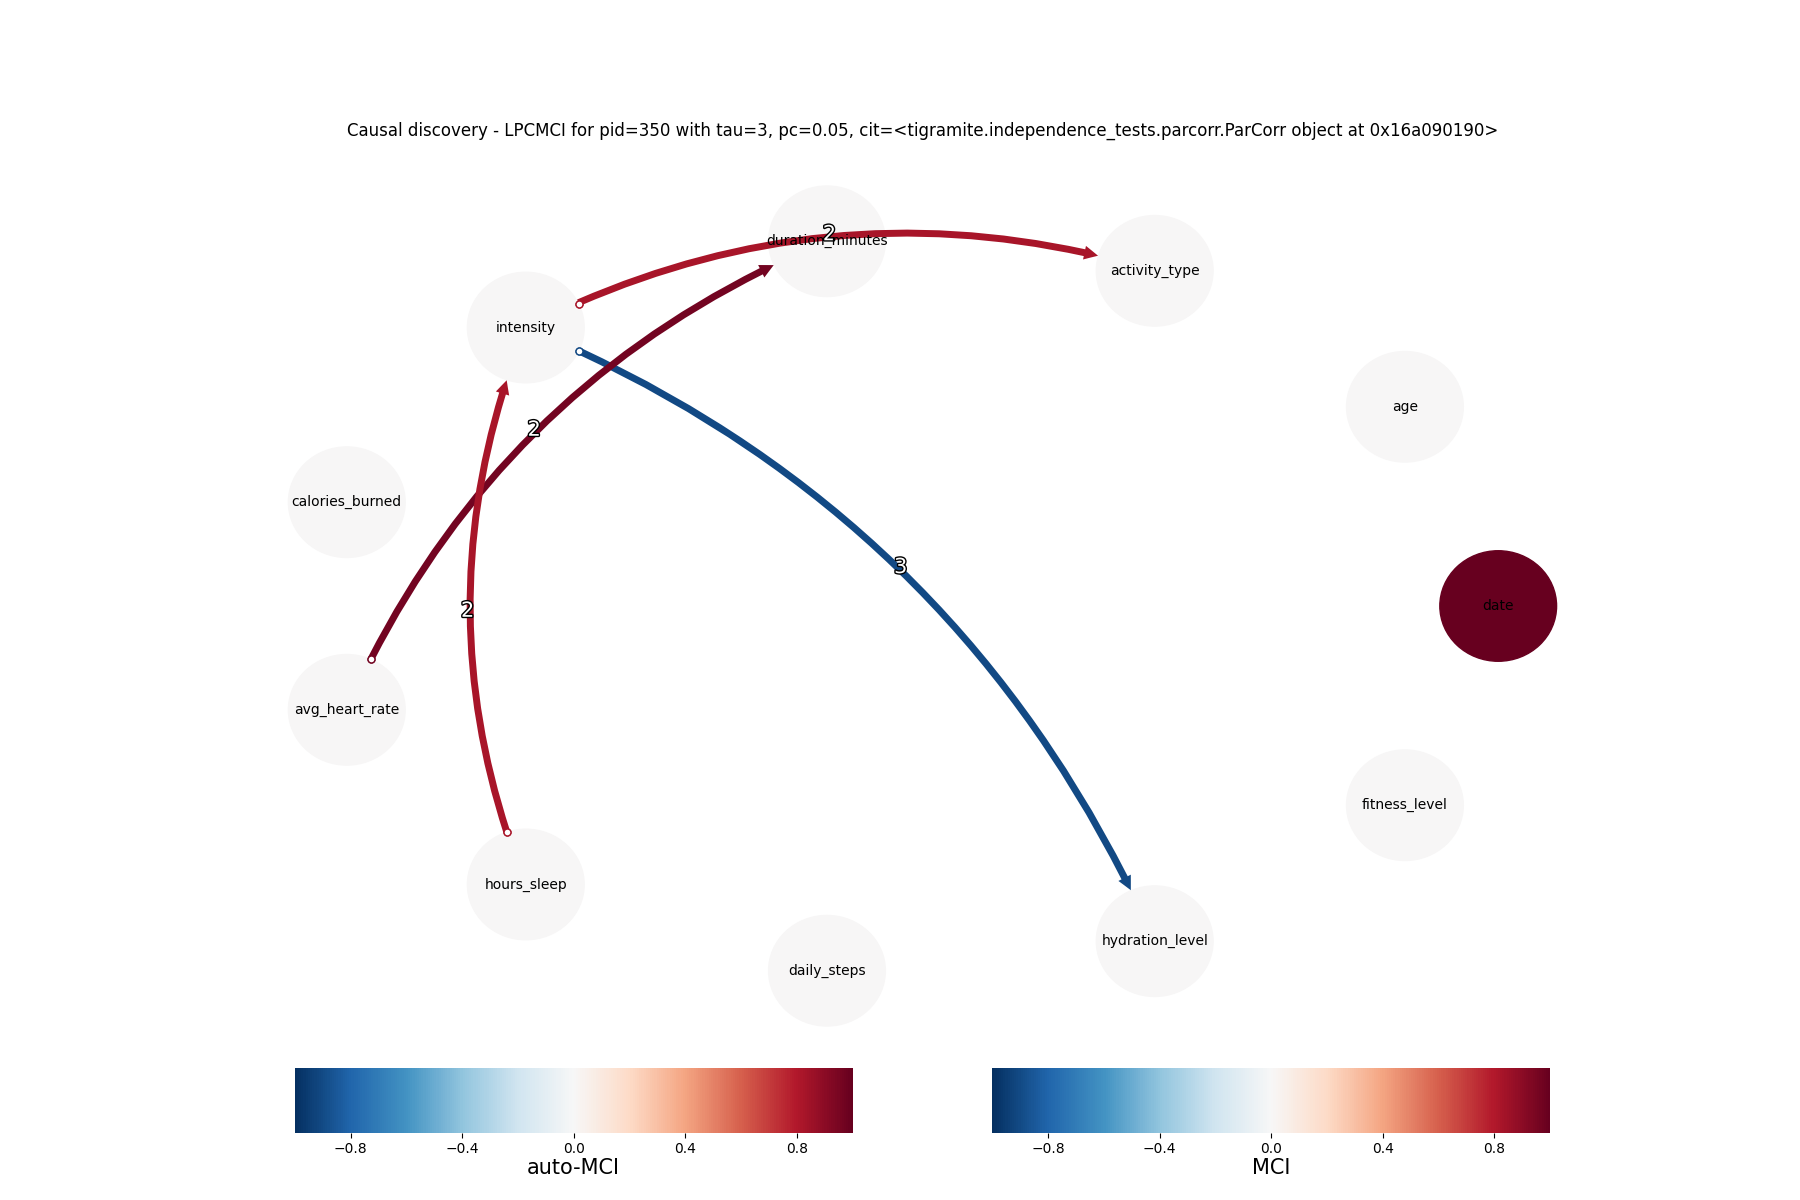 Causal discovery - LPCMCI for pid=350 with tau=3, pc=0.05, cit=<tigramite.independence_tests.parcorr.ParCorr object at 0x16a090190>
2
duration_minutes
activity_type
intensity
age
2
calories_burned
3
date
2
avg_heart_rate
fitness_level
hours_sleep
hydration_level
daily_steps
−0.8 −0.4 0.0 0.4 0.8
auto-MCI
−0.8 −0.4 0.0 0.4 0.8
MCI